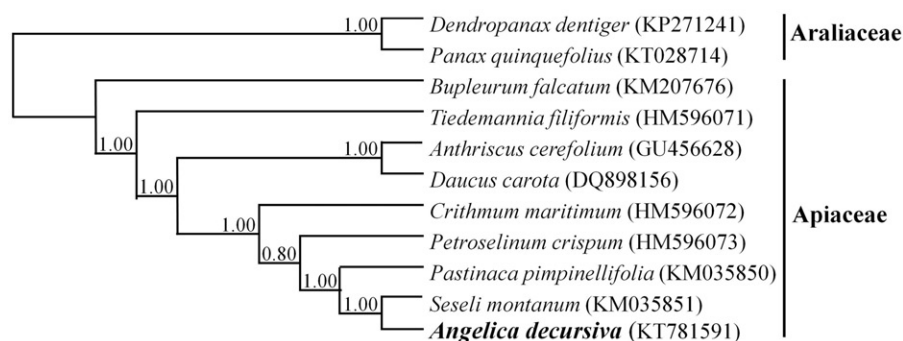 1.00
Dendropanax dentiger (KP271241)
Panax quinquefolius (KT028714)
Araliaceae
Bupleurum falcatum (KM207676)
1.00
Tiedemannia filiformis (HM596071)
1.00
1.00
Anthriscus cerefolium (GU456628)
Daucus carota (DQ898156)
1.00
Crithmum maritimum (HM596072)
Apiaceae
0.80
Petroselinum crispum (HM596073)
1.00
Pastinaca pimpinellifolia (KM035850)
1.00
Seseli montanum (KM035851)
Angelica decursiva (KT781591)